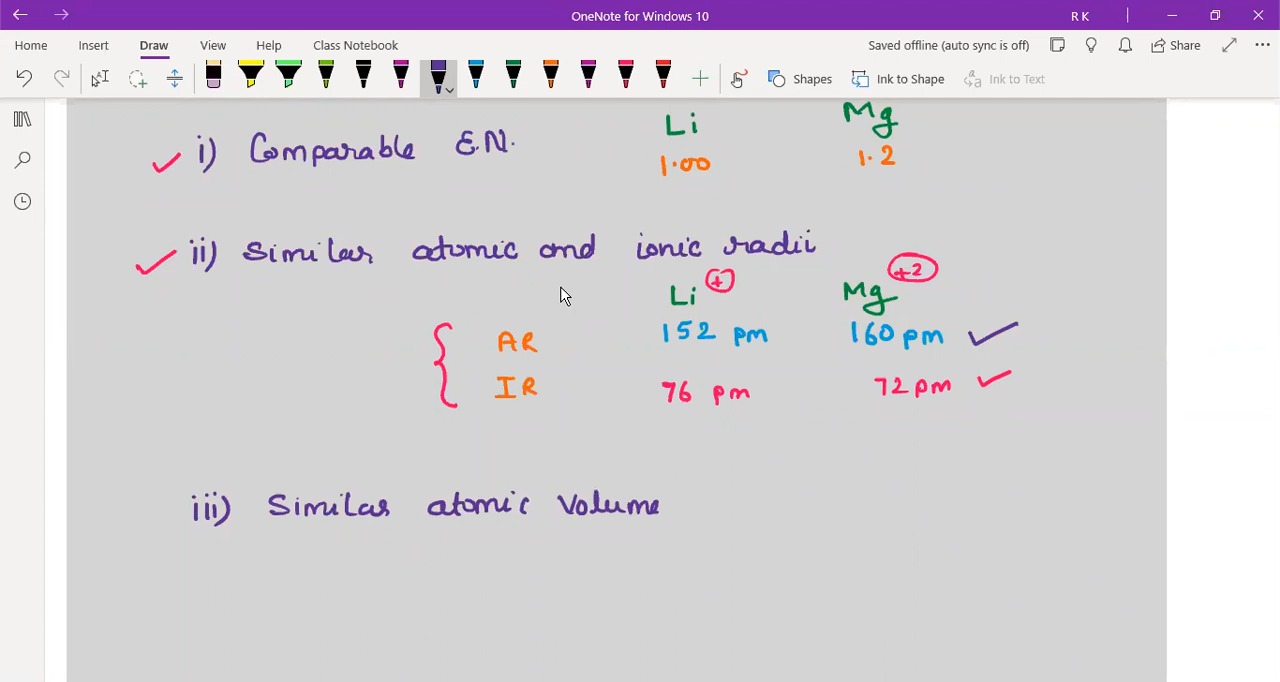 OneNote for Windows 10
R K
Home Insert Draw View Help Class Notebook
Saved offline (auto sync is off) Share
Shapes Ink to Shape Ink to Text
Li Mg
i) Comparable E.N.
1.00 1.2
ii) Similar atomic and ionic radii
Li + Mg +2
AR 152 pm 160 pm
IR 76 pm 72 pm
iii) Similar atomic volume